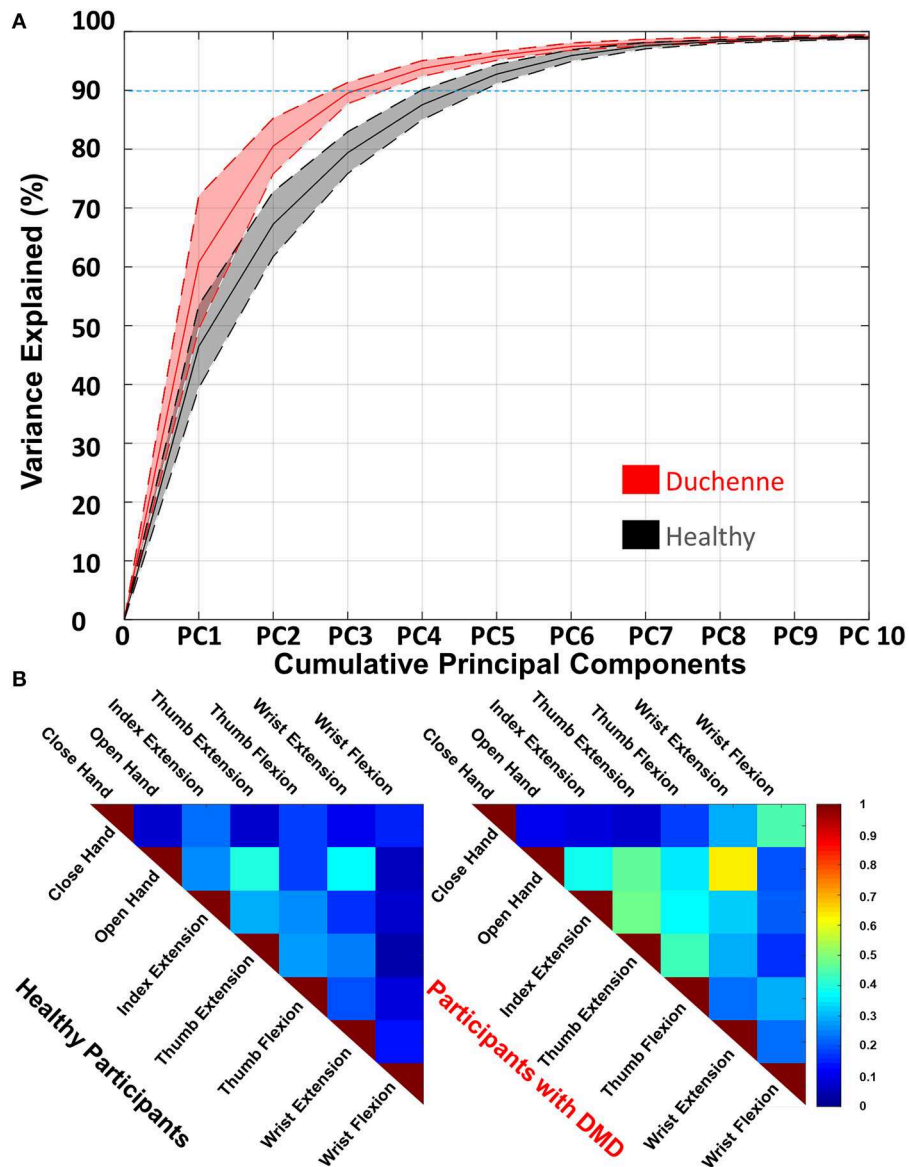 A
Variance Explained (%)
100
90
80
70
60
50
40
30
20
10
0
Duchenne
Healthy
0 PC1 PC2 PC3 PC4 PC5 PC6 PC7 PC8 PC9 PC 10
Cumulative Principal Components
B
Close Hand
Open Hand
Index Extension
Thumb Extension
Thumb Flexion
Wrist Extension
Wrist Flexion
Close Hand
Open Hand
Index Extension
Thumb Extension
Thumb Flexion
Wrist Extension
Wrist Flexion
Healthy Participants
Close Hand
Open Hand
Index Extension
Thumb Extension
Thumb Flexion
Wrist Extension
Wrist Flexion
Close Hand
Open Hand
Index Extension
Thumb Extension
Thumb Flexion
Wrist Extension
Wrist Flexion
Participants with DMD
1
0.9
0.8
0.7
0.6
0.5
0.4
0.3
0.2
0.1
0